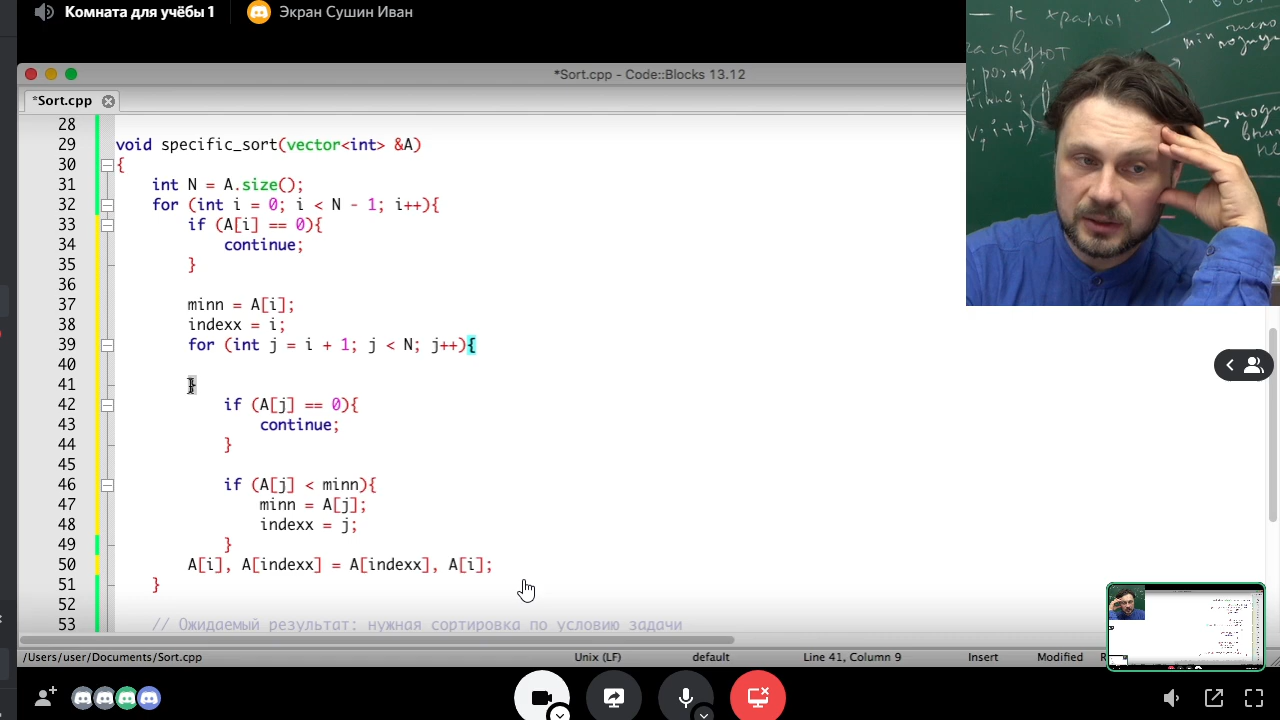 Комната для учёбы 1
Экран Сушин Иван
*Sort.cpp - Code::Blocks 13.12
*Sort.cpp
28
29 void specific_sort(vector<int> &A)
30 {
31 int N = A.size();
32 for (int i = 0; i < N - 1; i++){
33 if (A[i] == 0){
34 continue;
35 }
36
37 minn = A[i];
38 indexx = i;
39 for (int j = i + 1; j < N; j++){
40
41 }
42 if (A[j] == 0){
43 continue;
44 }
45
46 if (A[j] < minn){
47 minn = A[j];
48 indexx = j;
49 }
50 A[i], A[indexx] = A[indexx], A[i];
51 }
52
53 // Ожидаемый результат: нужная сортировка по условию задачи
/Users/user/Documents/Sort.cpp Unix (LF) default Line 41, Column 9 Insert Modified R
— к храмы
min число
i++)